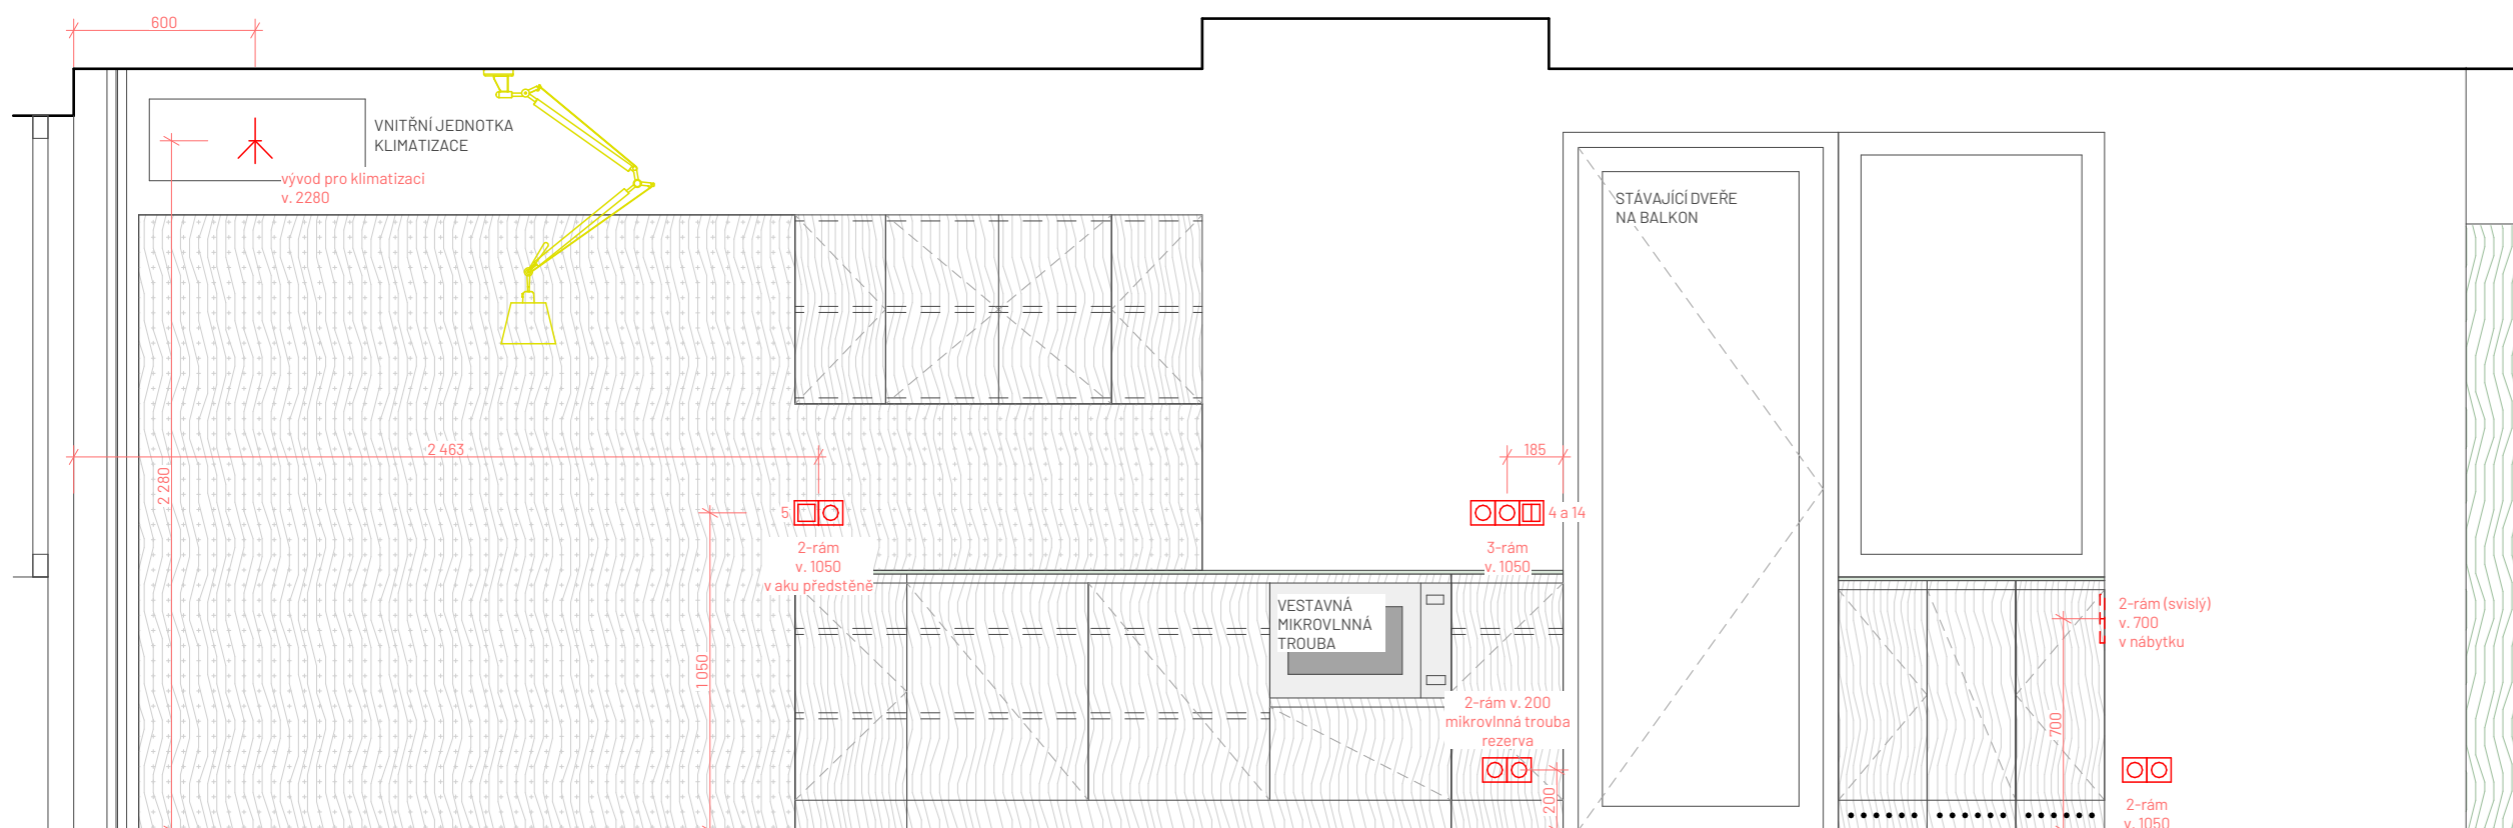 600
VNITŘNÍ JEDNOTKA
KLIMATIZACE
vývod pro klimatizaci
v. 2280
STÁVAJÍCÍ DVEŘE
NA BALKON
2 463
185
2 280
5
4 a 14
2-rám
v. 1050
v aku předstěně
3-rám
v. 1050
1 050
VESTAVNÁ
MIKROVLNNÁ
TROUBA
2-rám (svislý)
v. 700
v nábytku
2-rám v. 200
mikrovlnná trouba
rezerva
700
200
2-rám
v. 1050